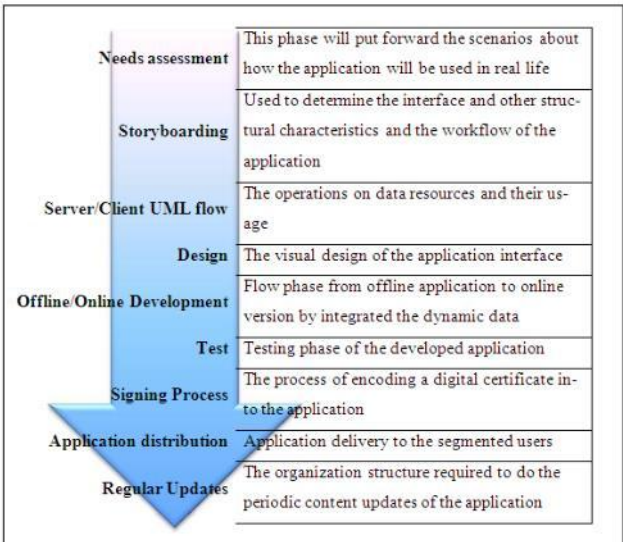 Needs assessment
This phase will put forward the scenarios about
how the application will be used in real life
Storyboarding
Used to determine the interface and other struc-
tural characteristics and the workflow of the
application
Server/Client UML flow
The operations on data resources and their us-
age
Design
The visual design of the application interface
Offline/Online Development
Flow phase from offline application to online
version by integrated the dynamic data
Test
Testing phase of the developed application
Signing Process
The process of encoding a digital certificate in-
to the application
Application distribution
Application delivery to the segmented users
Regular Updates
The organization structure required to do the
periodic content updates of the application